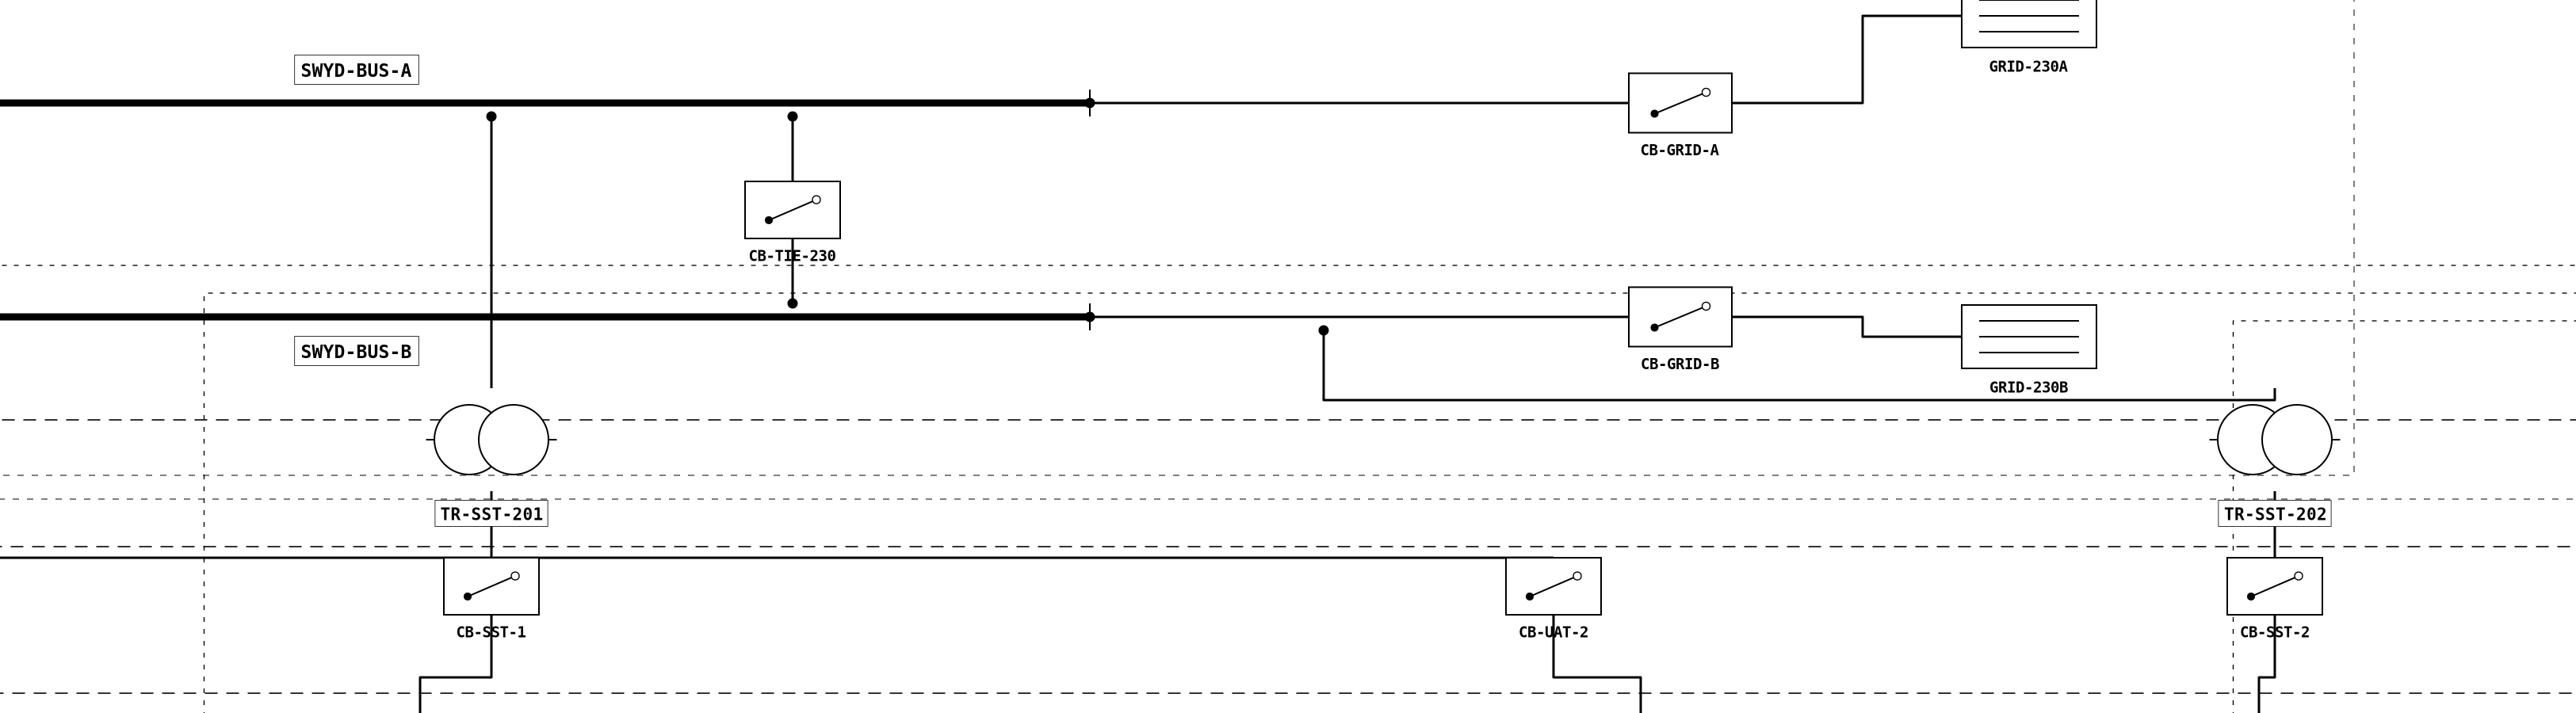 GRID-230A
SWYD-BUS-A
CB-GRID-A
CB-TIE-230
SWYD-BUS-B
CB-GRID-B
GRID-230B
TR-SST-201
TR-SST-202
CB-SST-1
CB-UAT-2
CB-SST-2